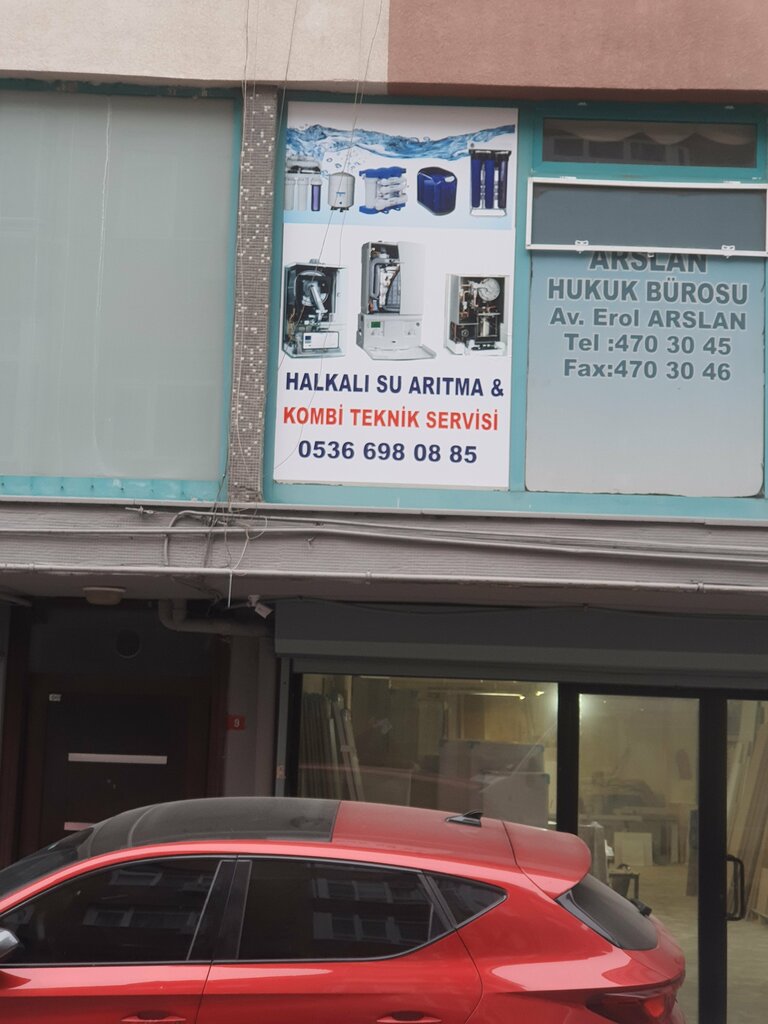 HALKALI SU ARITMA &
KOMBİ TEKNİK SERVİSİ
0536 698 08 85
ARSLAN
HUKUK BÜROSU
Av. Erol ARSLAN
Tel :470 30 45
Fax:470 30 46
9